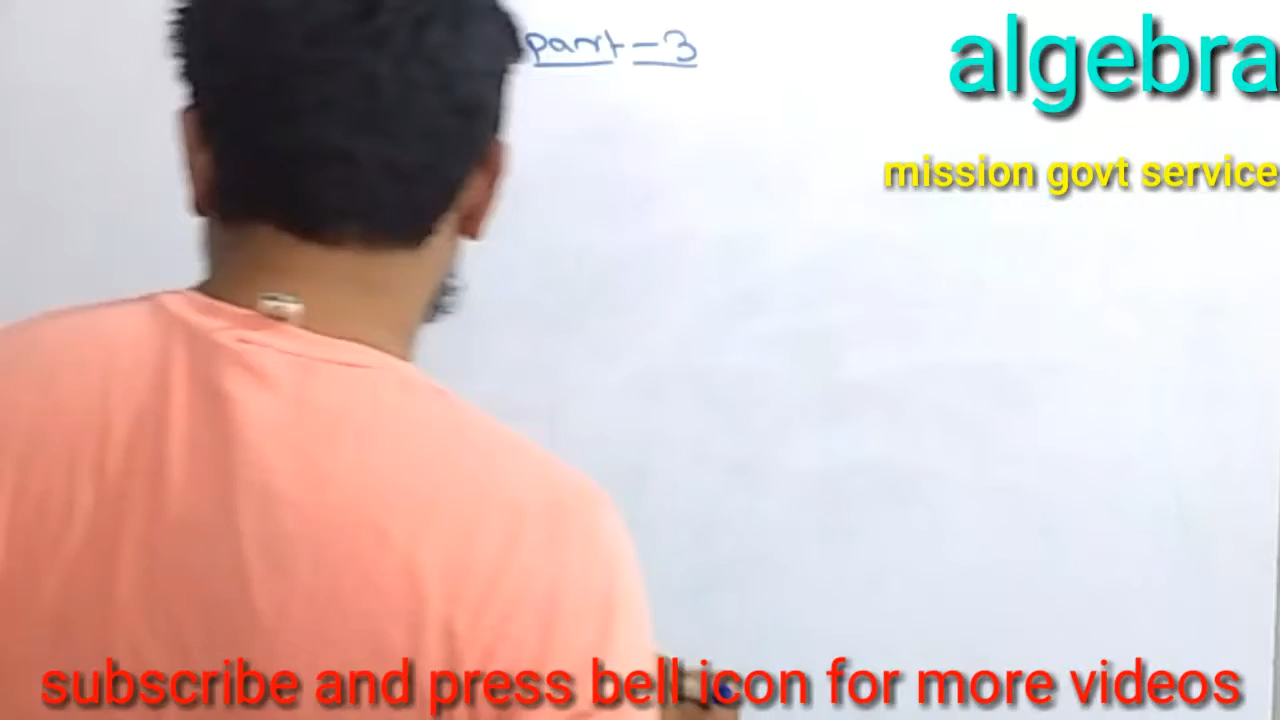 part-3
algebra
mission govt service
subscribe and press bell icon for more videos